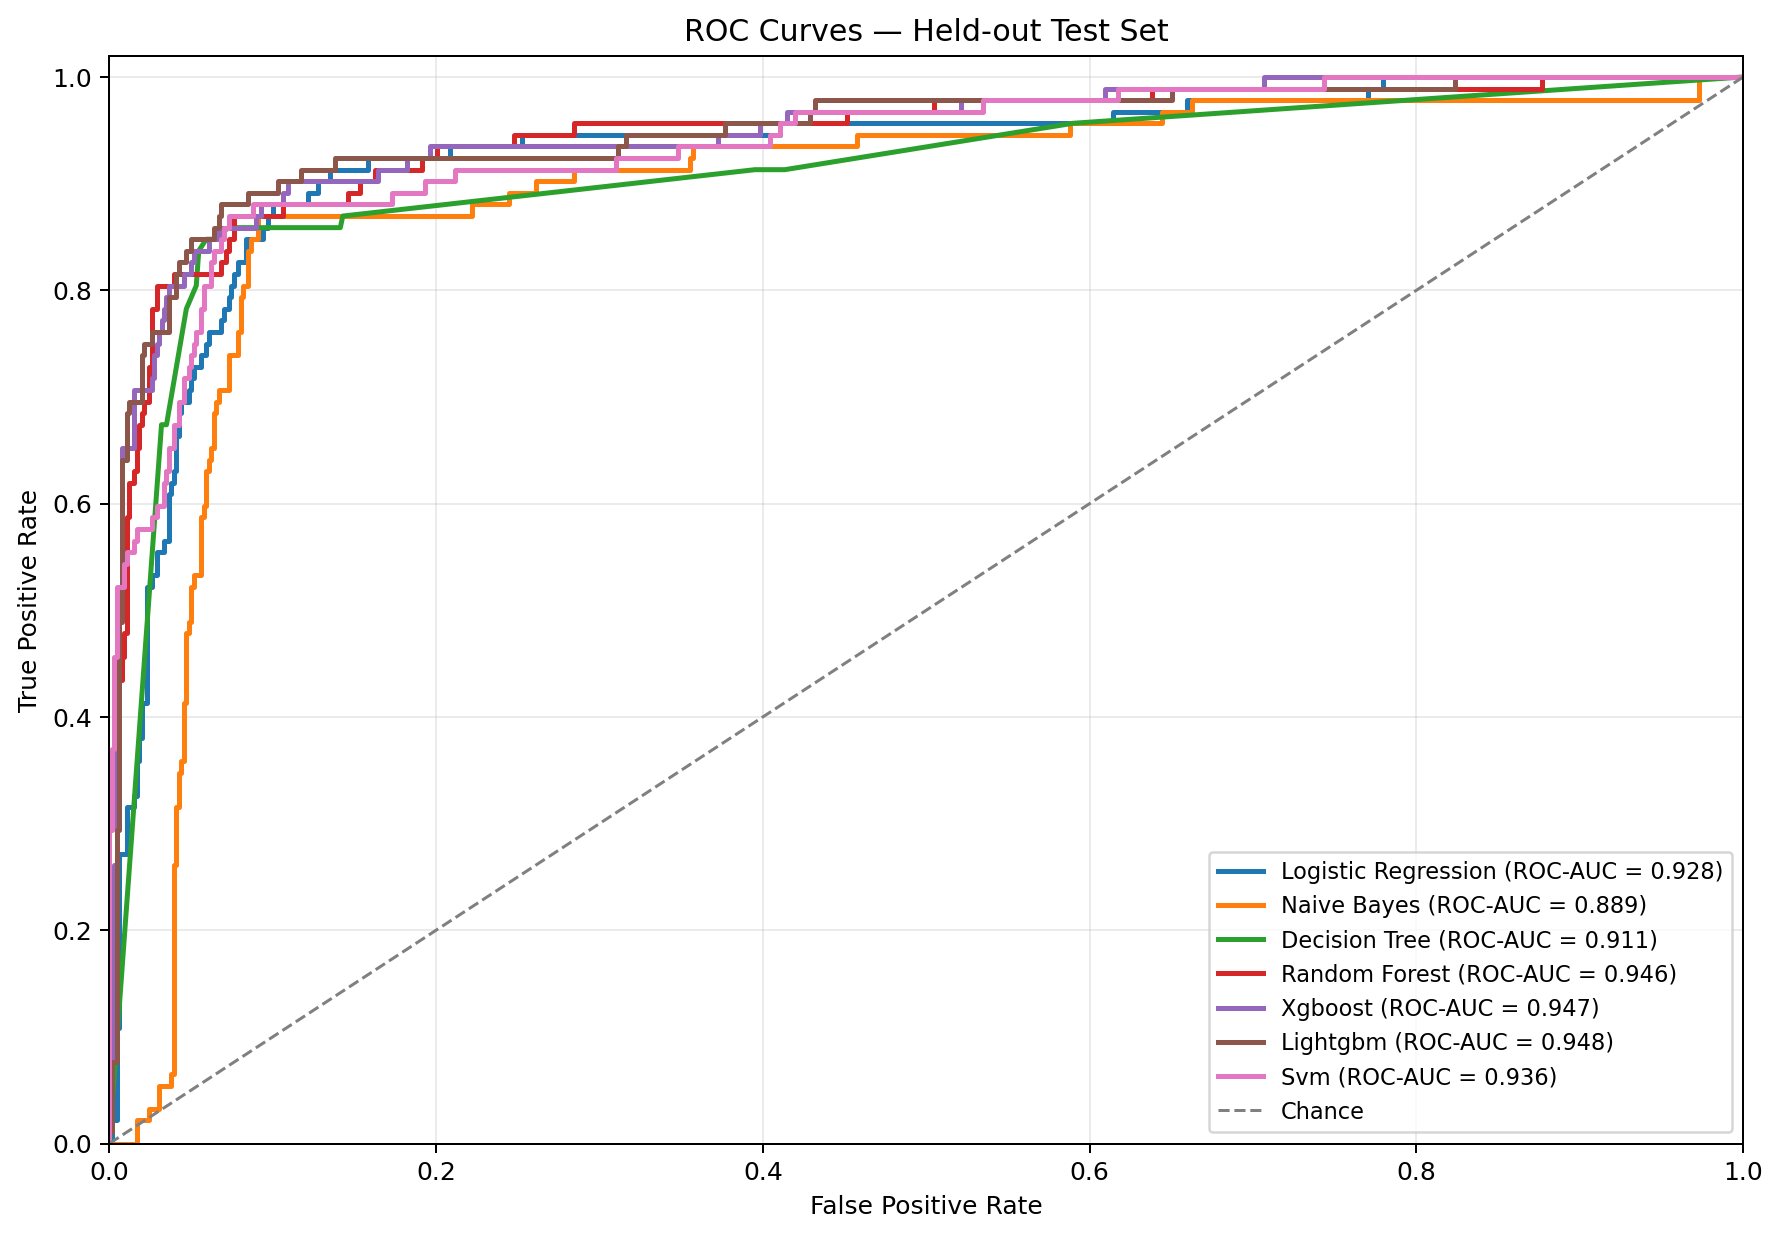 ROC Curves — Held-out Test Set
1.0
0.8
0.6
0.4
0.2
0.0
True Positive Rate
0.0 0.2 0.4 0.6 0.8 1.0
False Positive Rate
Logistic Regression (ROC-AUC = 0.928)
Naive Bayes (ROC-AUC = 0.889)
Decision Tree (ROC-AUC = 0.911)
Random Forest (ROC-AUC = 0.946)
Xgboost (ROC-AUC = 0.947)
Lightgbm (ROC-AUC = 0.948)
Svm (ROC-AUC = 0.936)
Chance